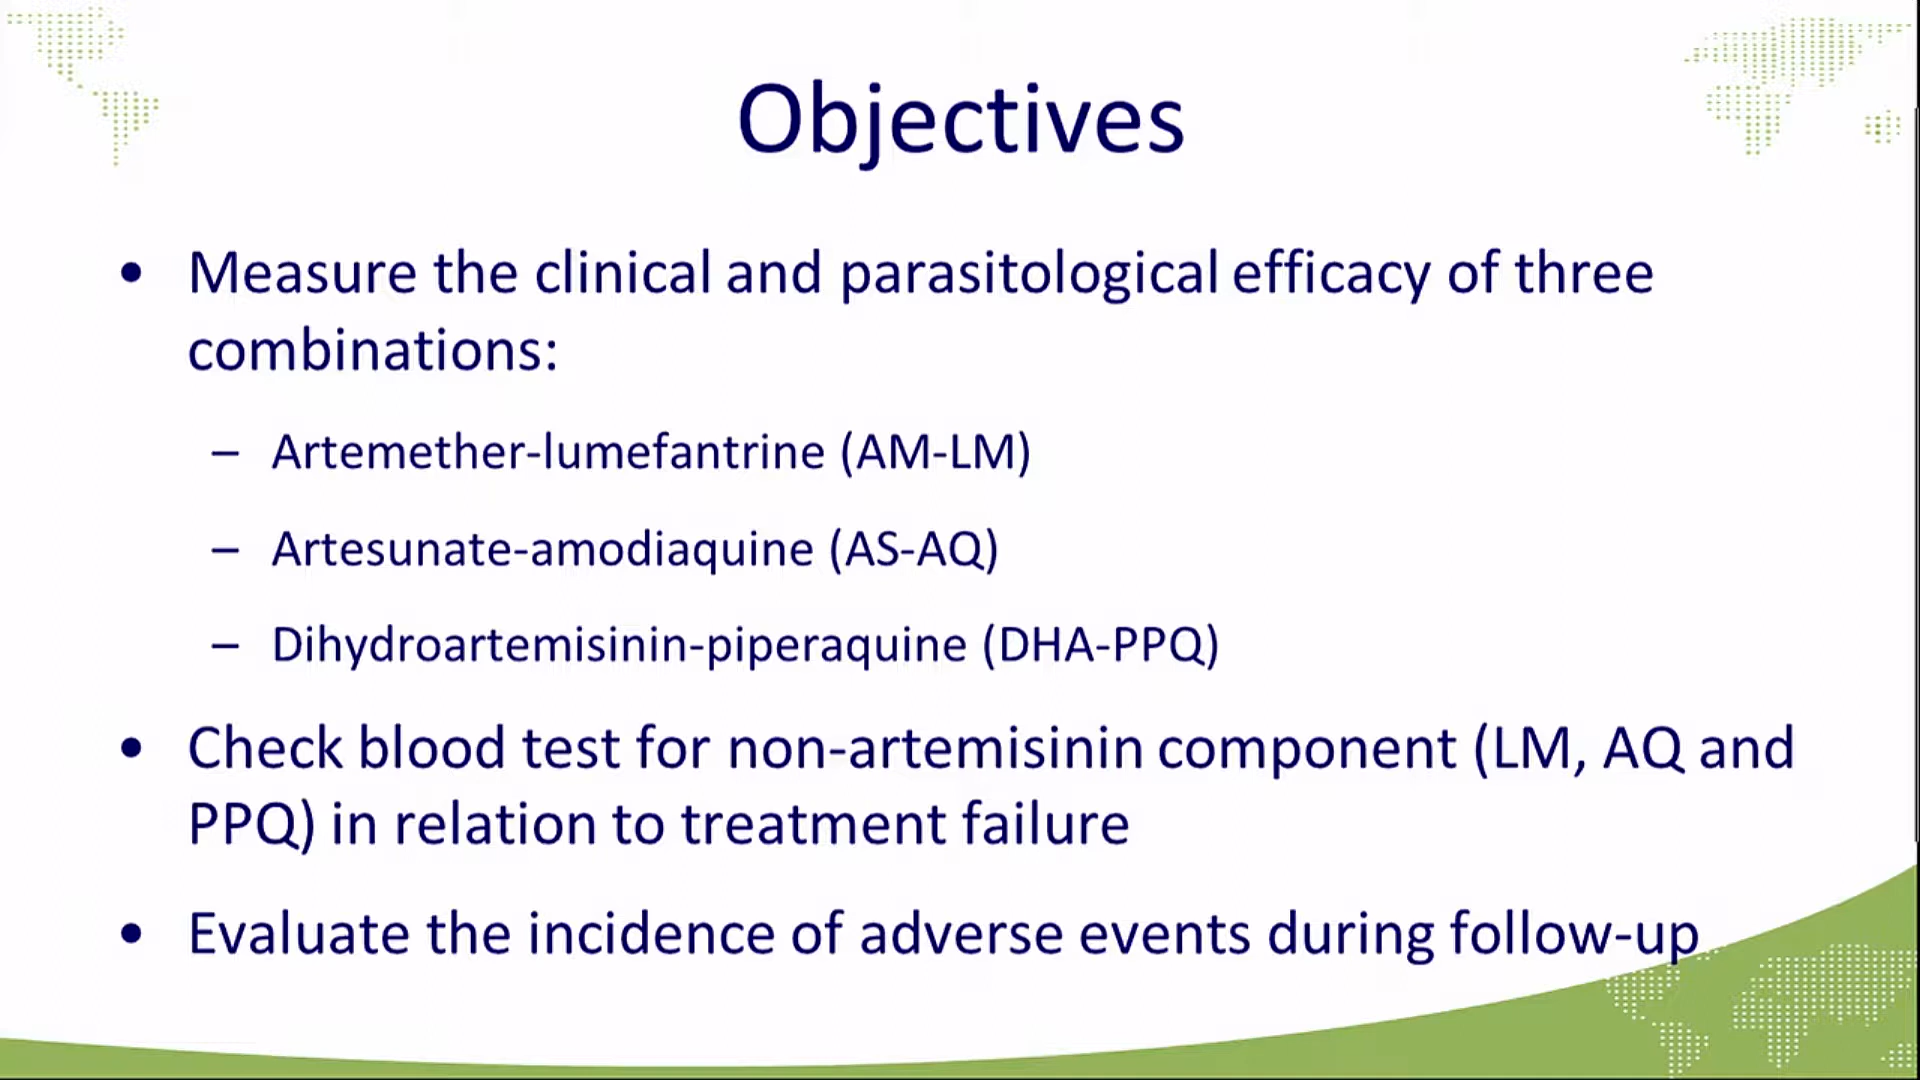 Objectives
• Measure the clinical and parasitological efficacy of three
combinations:
– Artemether-lumefantrine (AM-LM)
– Artesunate-amodiaquine (AS-AQ)
– Dihydroartemisinin-piperaquine (DHA-PPQ)
• Check blood test for non-artemisinin component (LM, AQ and
PPQ) in relation to treatment failure
• Evaluate the incidence of adverse events during follow-up